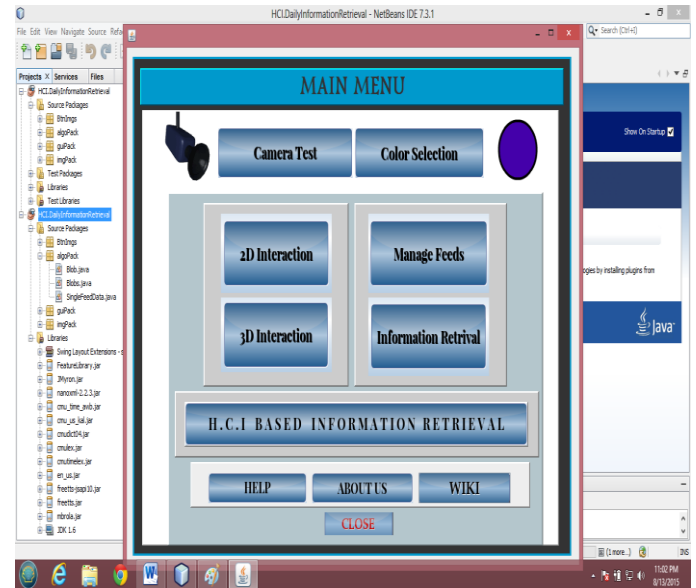 HCI.DailyInformationRetrieval - NetBeans IDE 7.3.1
File Edit View Navigate Source Refa
Search (Ctrl+I)
Projects × Services Files
HCI.DailyInformationRetrieval
Source Packages
BtnImgs
algoPack
guiPack
imgPack
Test Packages
Libraries
Test Libraries
HCI.DailyInformationRetrieval
Source Packages
BtnImgs
algoPack
Blob.java
Blobs.java
SingleFeedData.java
guiPack
imgPack
Libraries
Swing Layout Extensions - s
FeatureLibrary.jar
JMyron.jar
nanoxml-2.2.3.jar
cmu_time_awb.jar
cmu_us_kal.jar
cmudict04.jar
cmulex.jar
cmutimelex.jar
en_us.jar
freetts-jsapi10.jar
freetts.jar
mbrola.jar
JDK 1.6
MAIN MENU
Camera Test
Color Selection
2D Interaction
Manage Feeds
3D Interaction
Information Retrival
H.C.I BASED INFORMATION RETRIEVAL
HELP
ABOUT US
WIKI
CLOSE
Show On Startup
ogies by installing plugins from
Java
(1 more...)
INS
11:02 PM
8/13/2015